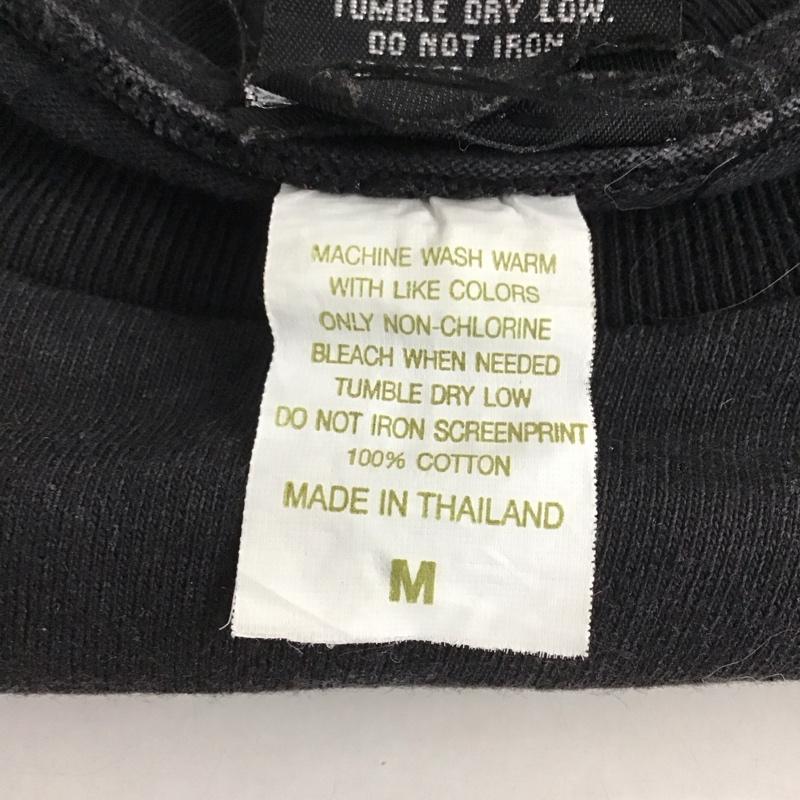 TUMBLE DRY LOW.
DO NOT IRON
MACHINE WASH WARM
WITH LIKE COLORS
ONLY NON-CHLORINE
BLEACH WHEN NEEDED
TUMBLE DRY LOW
DO NOT IRON SCREENPRINT
100% COTTON
MADE IN THAILAND
M